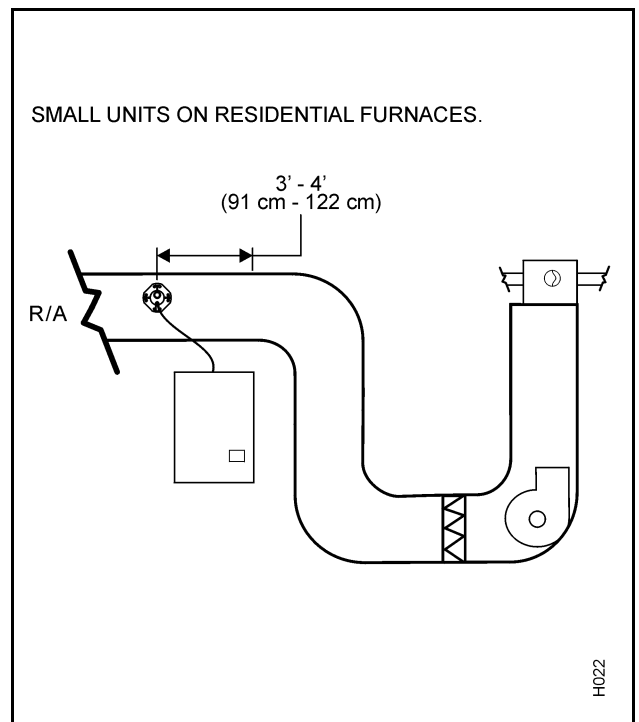 SMALL UNITS ON RESIDENTIAL FURNACES.
3’ - 4’
(91 cm - 122 cm)
R/A
H022